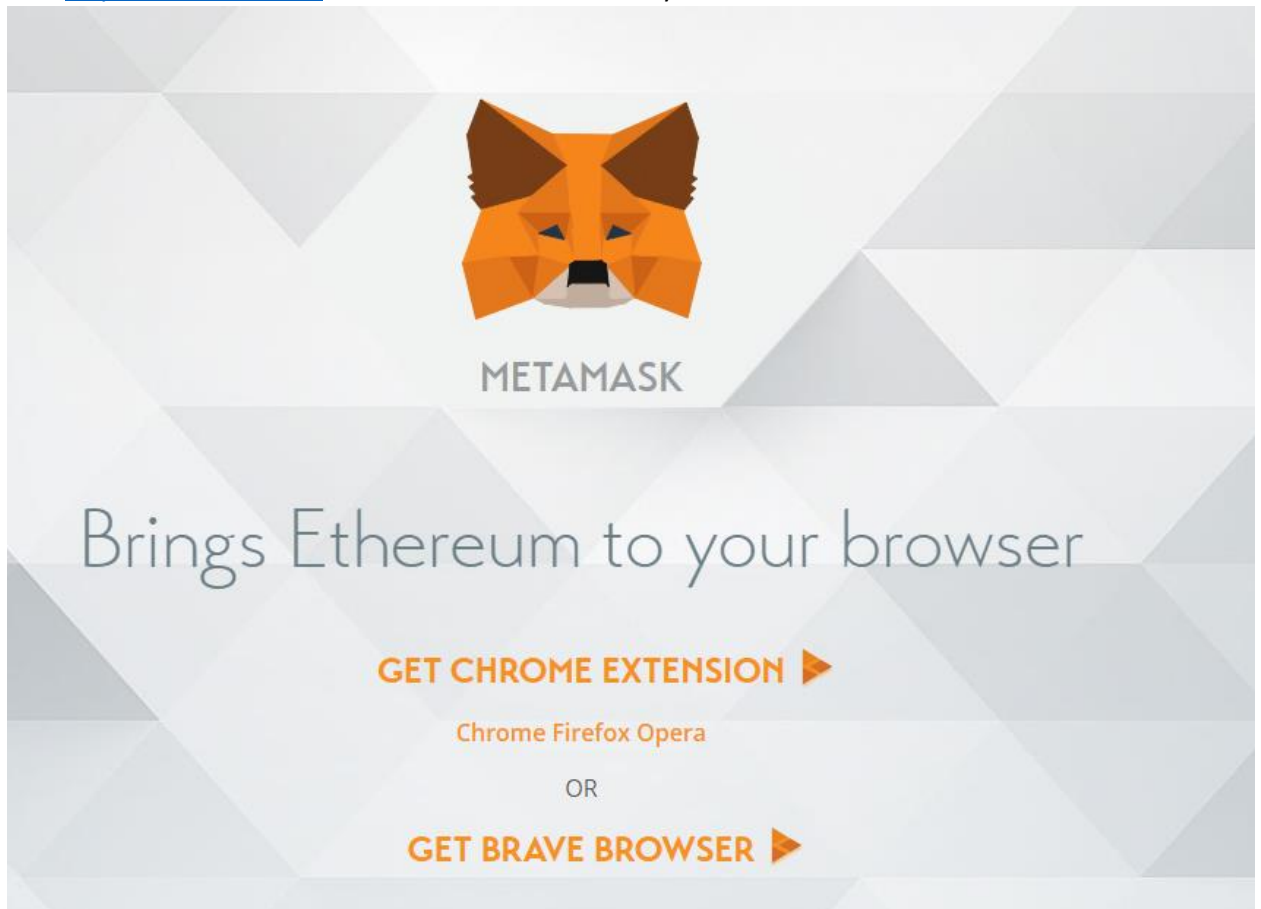 METAMASK
Brings Ethereum to your browser
GET CHROME EXTENSION
Chrome Firefox Opera
OR
GET BRAVE BROWSER